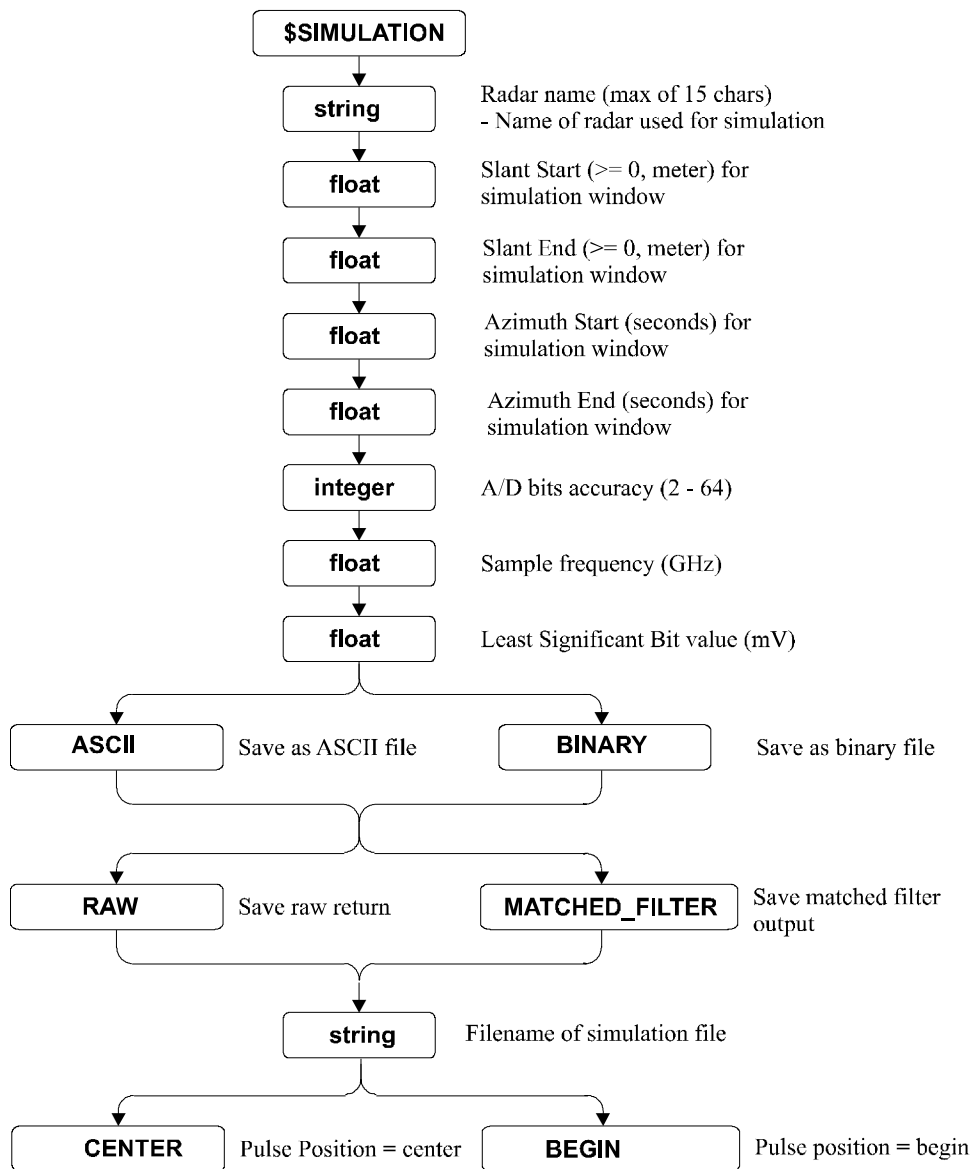 $SIMULATION
string
Radar name (max of 15 chars)
- Name of radar used for simulation
float
Slant Start (>= 0, meter) for
simulation window
float
Slant End (>= 0, meter) for
simulation window
float
Azimuth Start (seconds) for
simulation window
float
Azimuth End (seconds) for
simulation window
integer
A/D bits accuracy (2 - 64)
float
Sample frequency (GHz)
float
Least Significant Bit value (mV)
ASCII
Save as ASCII file
BINARY
Save as binary file
RAW
Save raw return
MATCHED_FILTER
Save matched filter
output
string
Filename of simulation file
CENTER
Pulse Position = center
BEGIN
Pulse position = begin